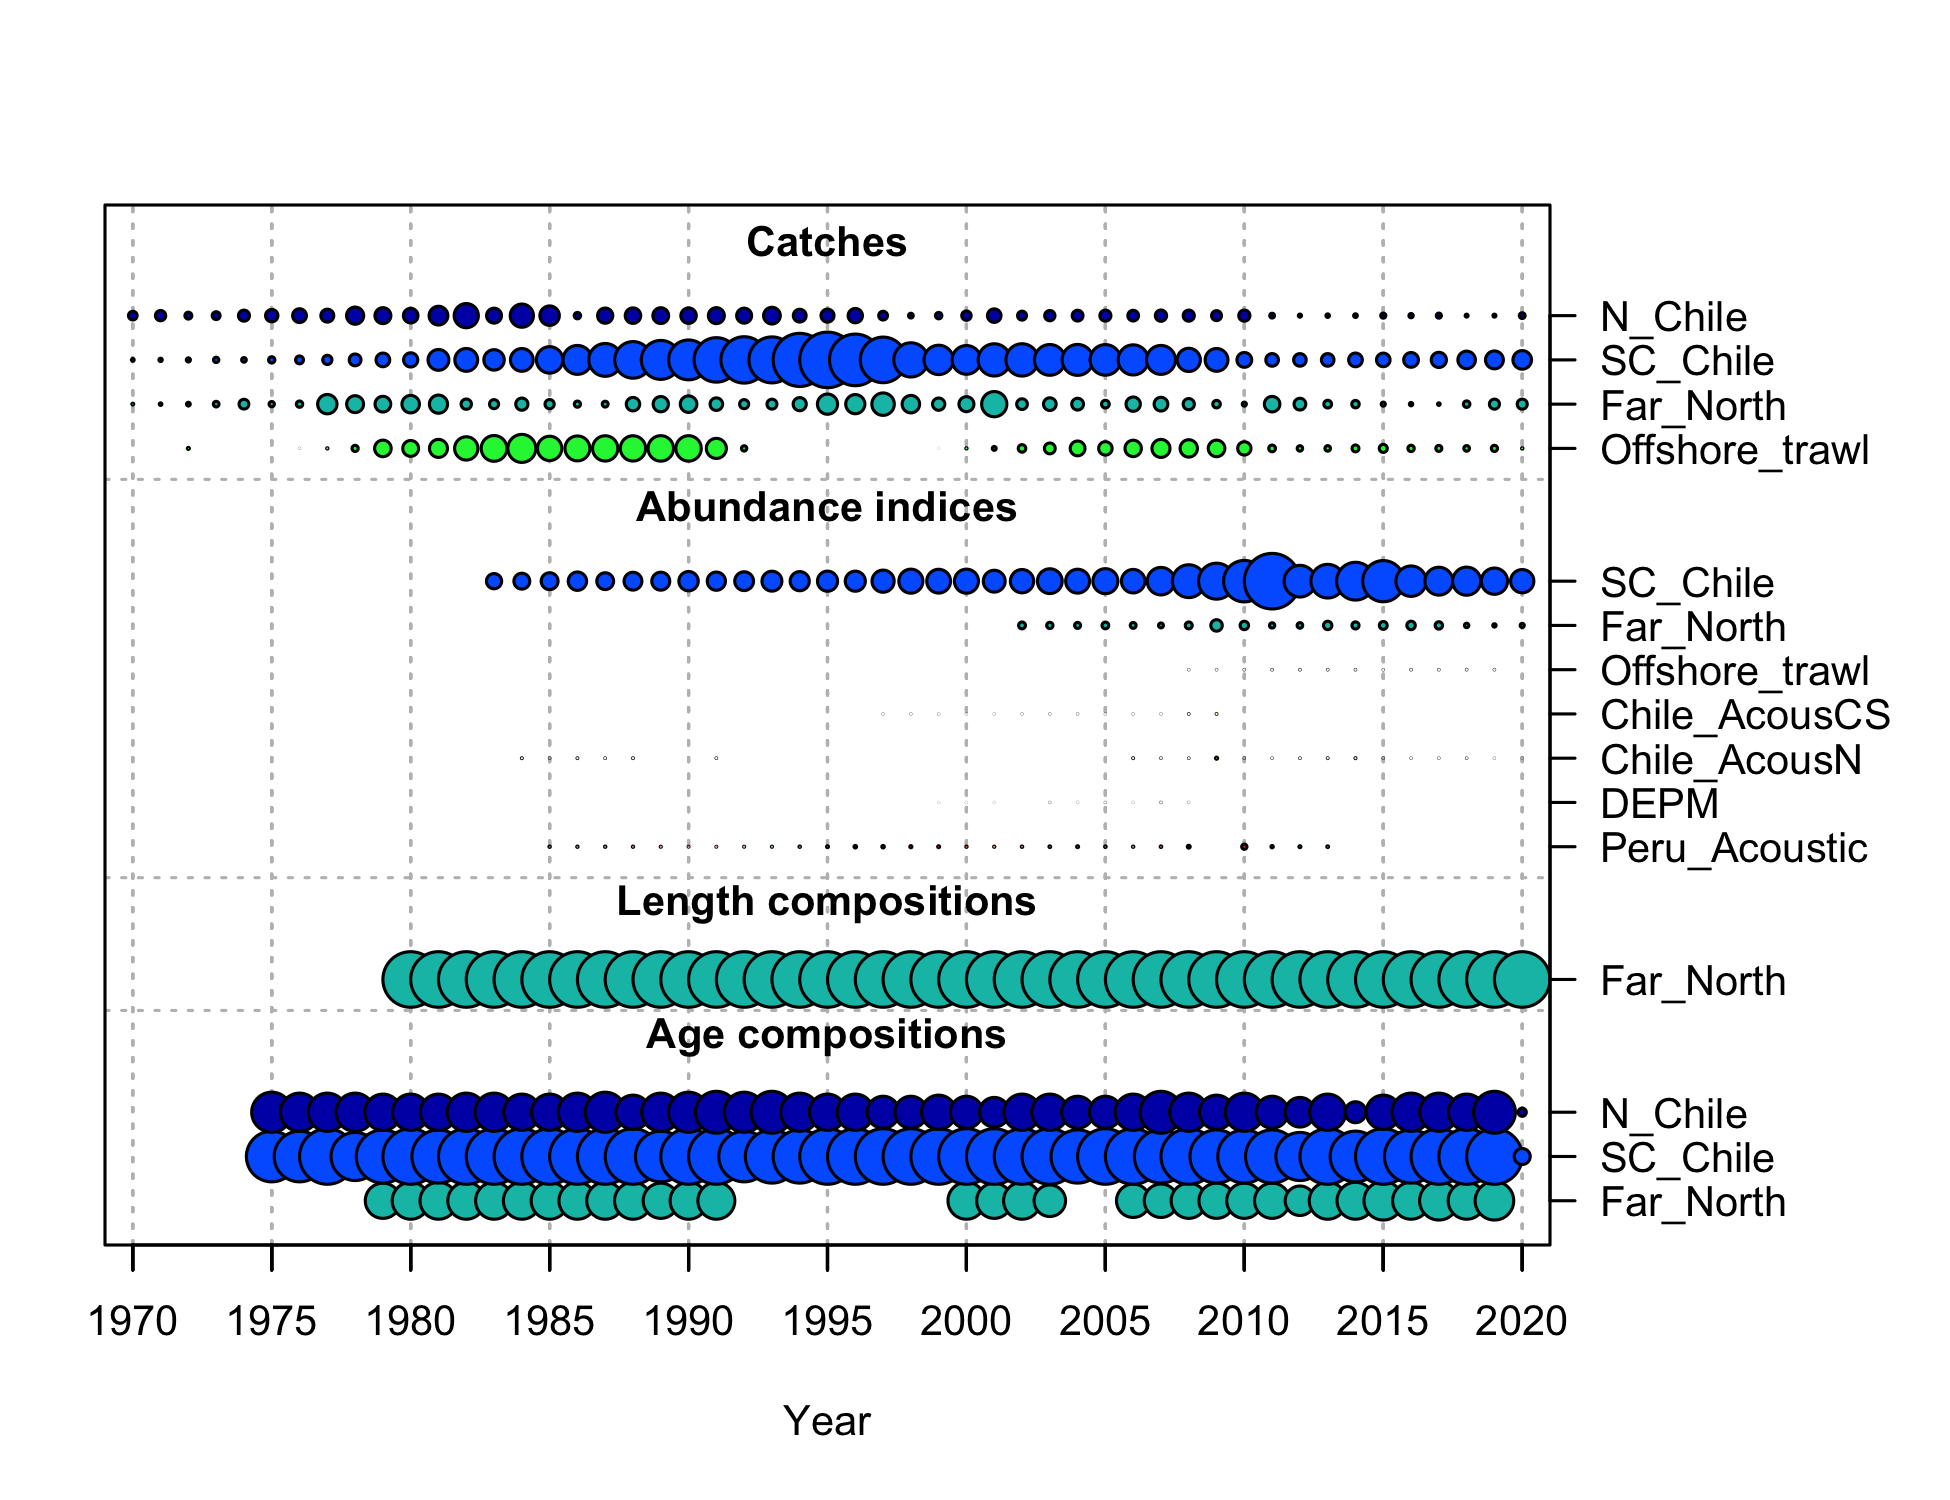 Catches
N_Chile
SC_Chile
Far_North
Offshore_trawl
Abundance indices
SC_Chile
Far_North
Offshore_trawl
Chile_AcousCS
Chile_AcousN
DEPM
Peru_Acoustic
Length compositions
Far_North
Age compositions
N_Chile
SC_Chile
Far_North
1970 1975 1980 1985 1990 1995 2000 2005 2010 2015 2020
Year